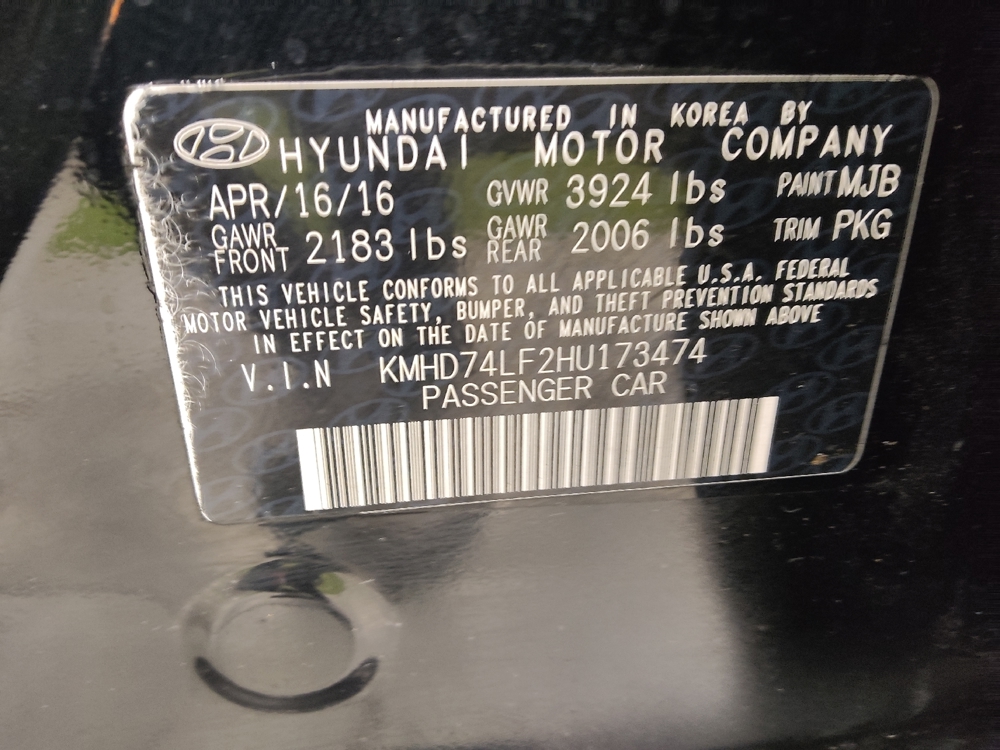 MANUFACTURED IN KOREA BY
HYUNDAI MOTOR COMPANY
APR/16/16 GVWR 3924 lbs PAINT MJB
GAWR FRONT 2183 lbs GAWR REAR 2006 lbs TRIM PKG
THIS VEHICLE CONFORMS TO ALL APPLICABLE U.S.A. FEDERAL
MOTOR VEHICLE SAFETY, BUMPER, AND THEFT PREVENTION STANDARDS
IN EFFECT ON THE DATE OF MANUFACTURE SHOWN ABOVE
V.I.N KMHD74LF2HU173474
PASSENGER CAR